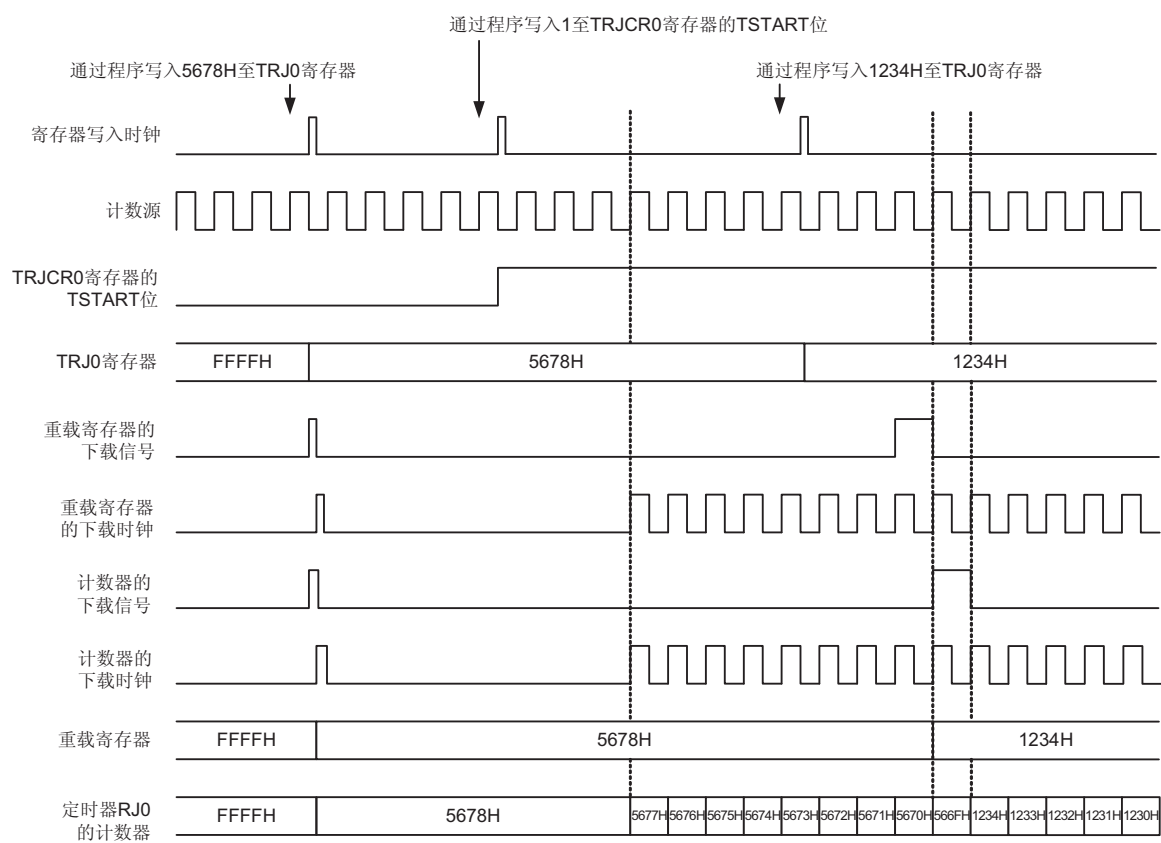 通过程序写入1至TRJCR0寄存器的TSTART位
通过程序写入5678H至TRJ0寄存器
通过程序写入1234H至TRJ0寄存器
寄存器写入时钟
计数源
TRJCR0寄存器的
TSTART位
TRJ0寄存器
FFFFH
5678H
1234H
重载寄存器的
下载信号
重载寄存器
的下载时钟
计数器的
下载信号
计数器的
下载时钟
重载寄存器
FFFFH
5678H
1234H
定时器RJ0
的计数器
FFFFH
5678H
5677H
5676H
5675H
5674H
5673H
5672H
5671H
5670H
566FH
1234H
1233H
1232H
1231H
1230H